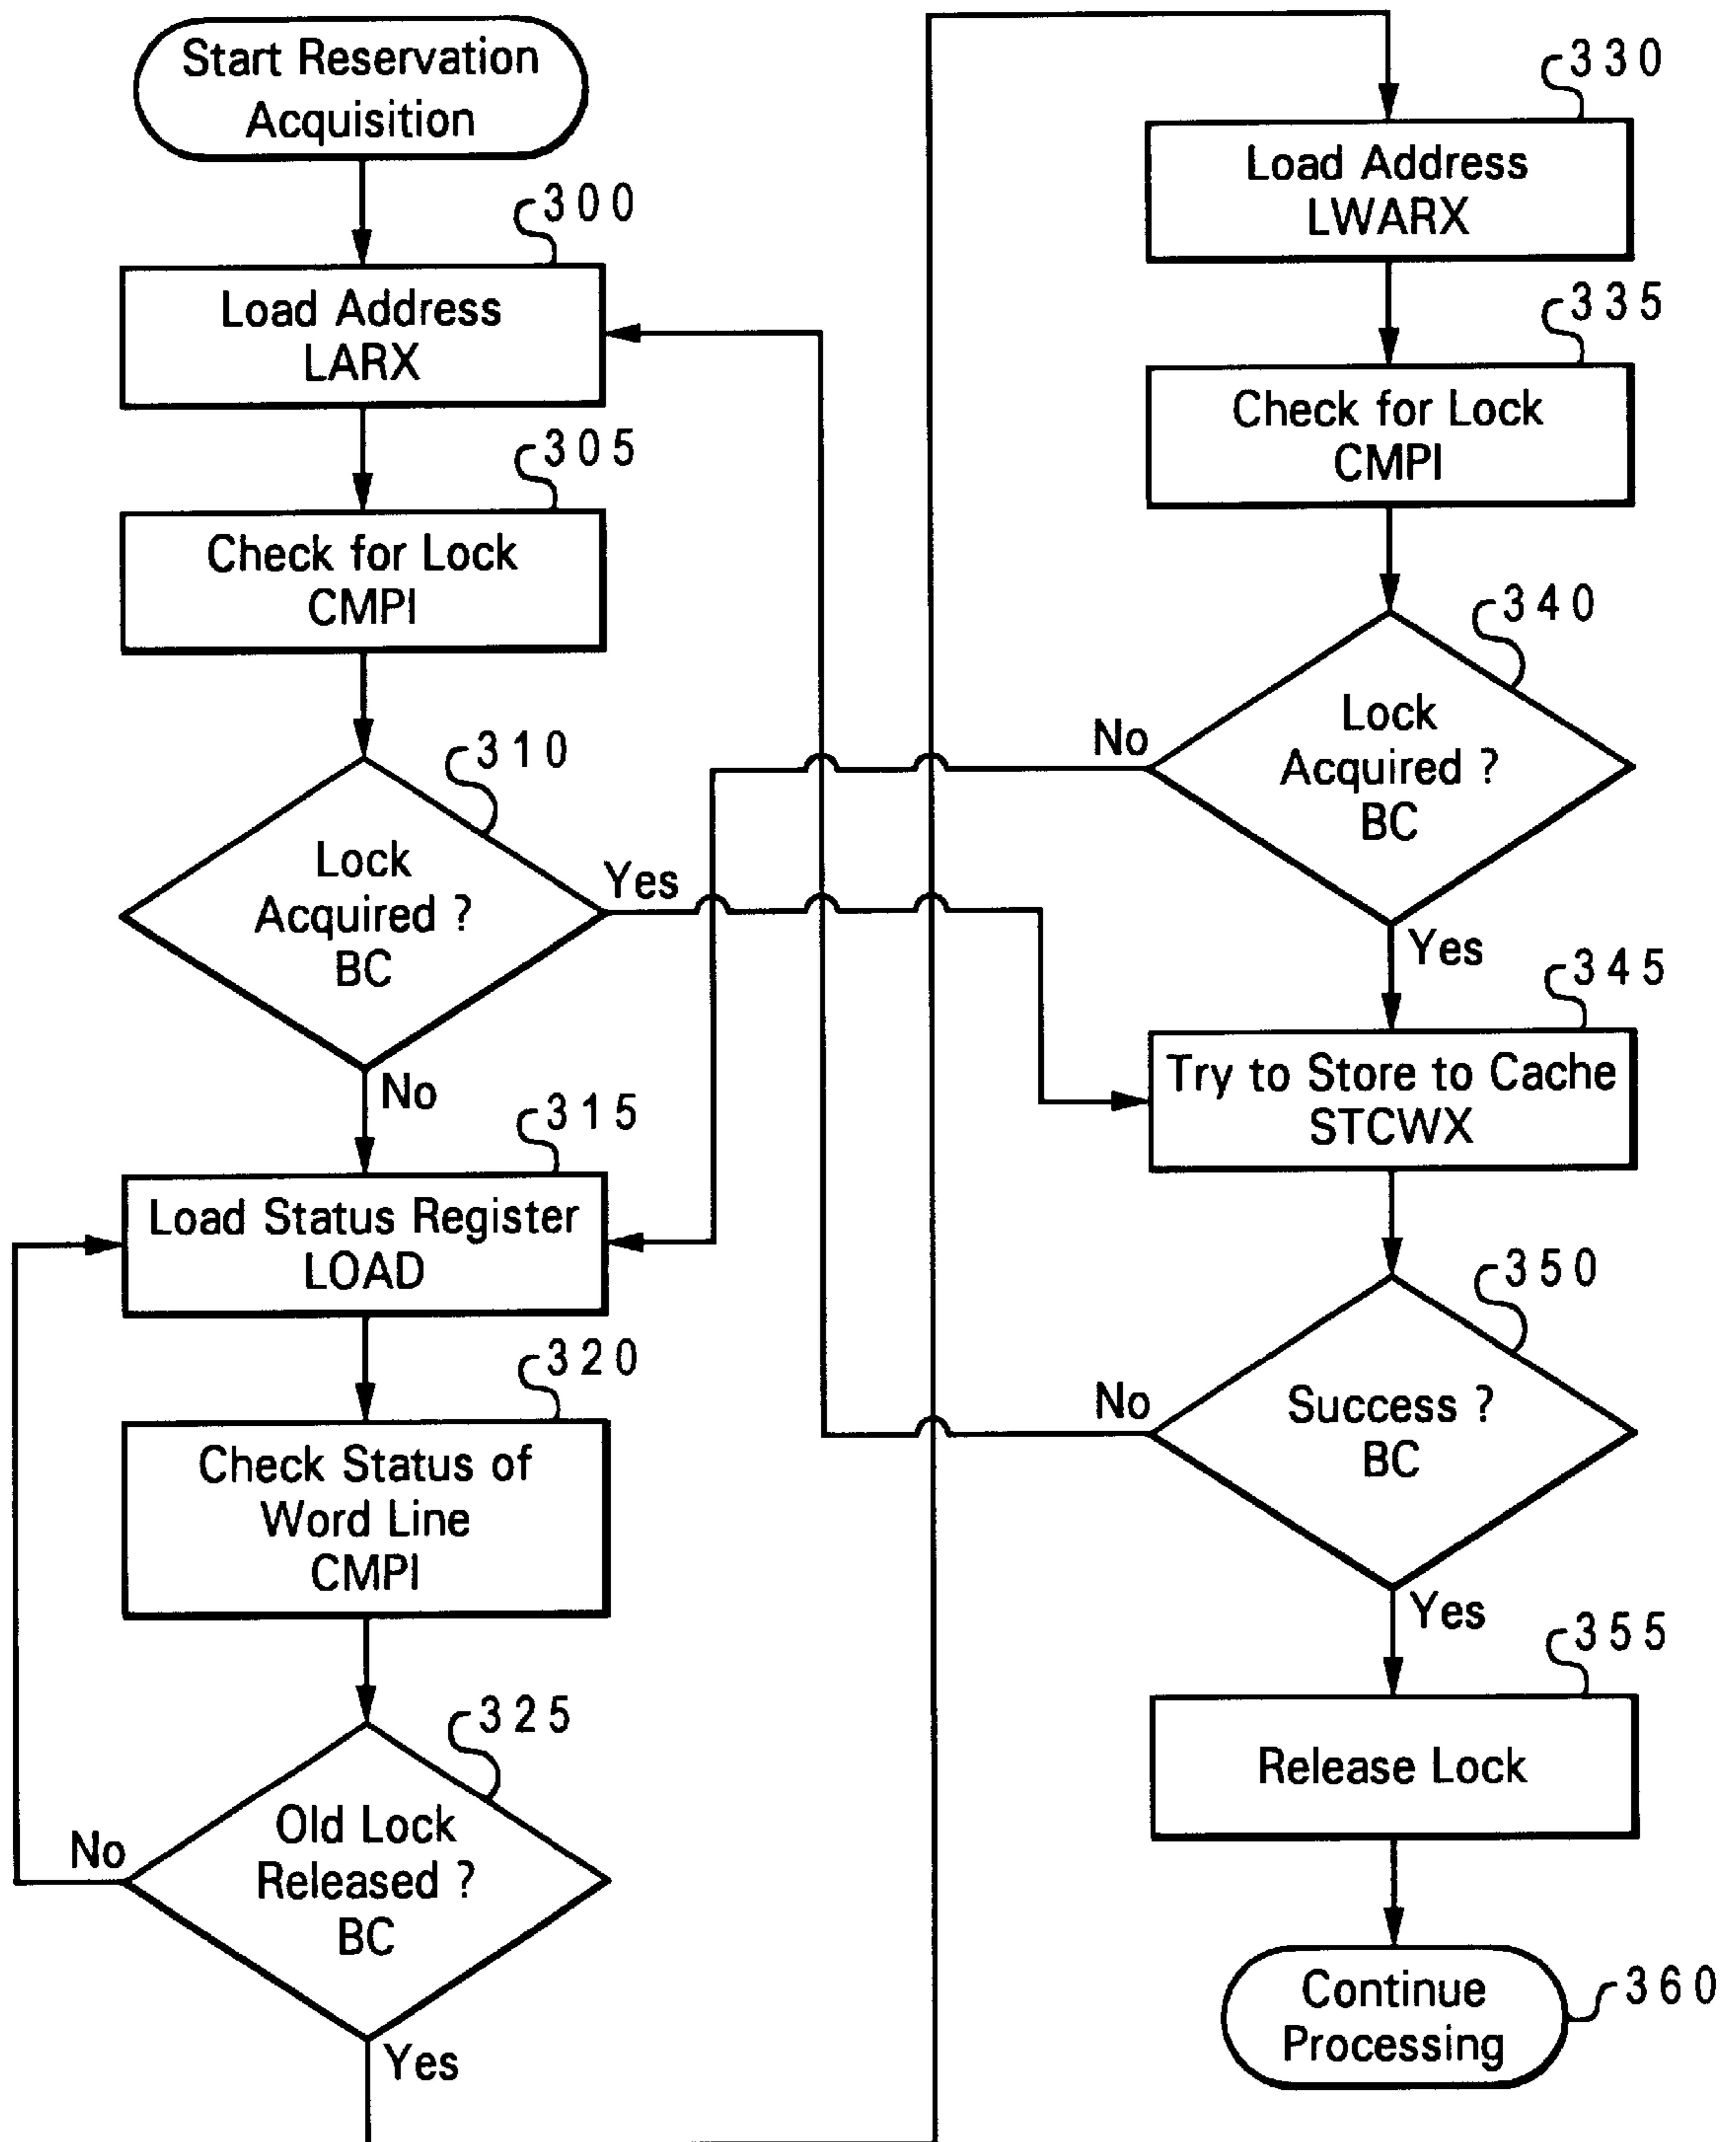 Start Reservation
Acquisition
300
Load Address
LARX
305
Check for Lock
CMPI
310
Lock
Acquired ?
BC
Yes
No
315
Load Status Register
LOAD
320
Check Status of
Word Line
CMPI
325
Old Lock
Released ?
BC
No
Yes
330
Load Address
LWARX
335
Check for Lock
CMPI
340
Lock
Acquired ?
BC
No
Yes
345
Try to Store to Cache
STCWX
350
Success ?
BC
No
Yes
355
Release Lock
Continue
Processing
360